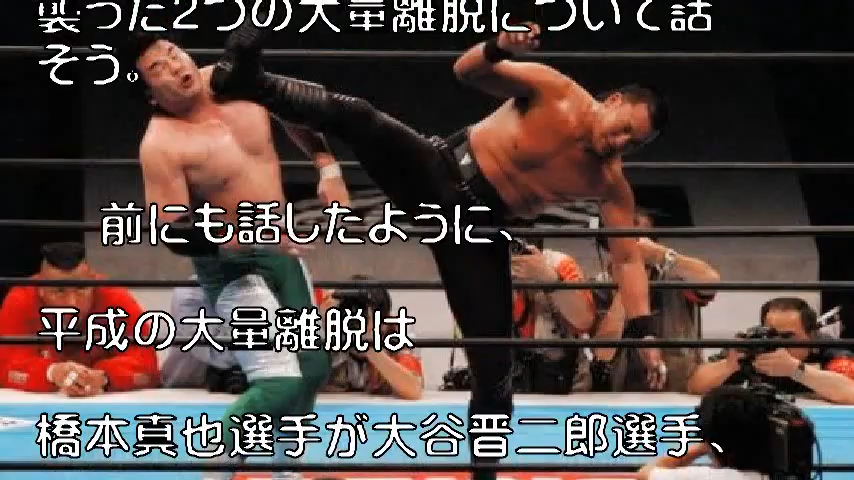 襲った2つの大量離脱について話
そう。
前にも話したように、
平成の大量離脱は
橋本真也選手が大谷晋二郎選手、